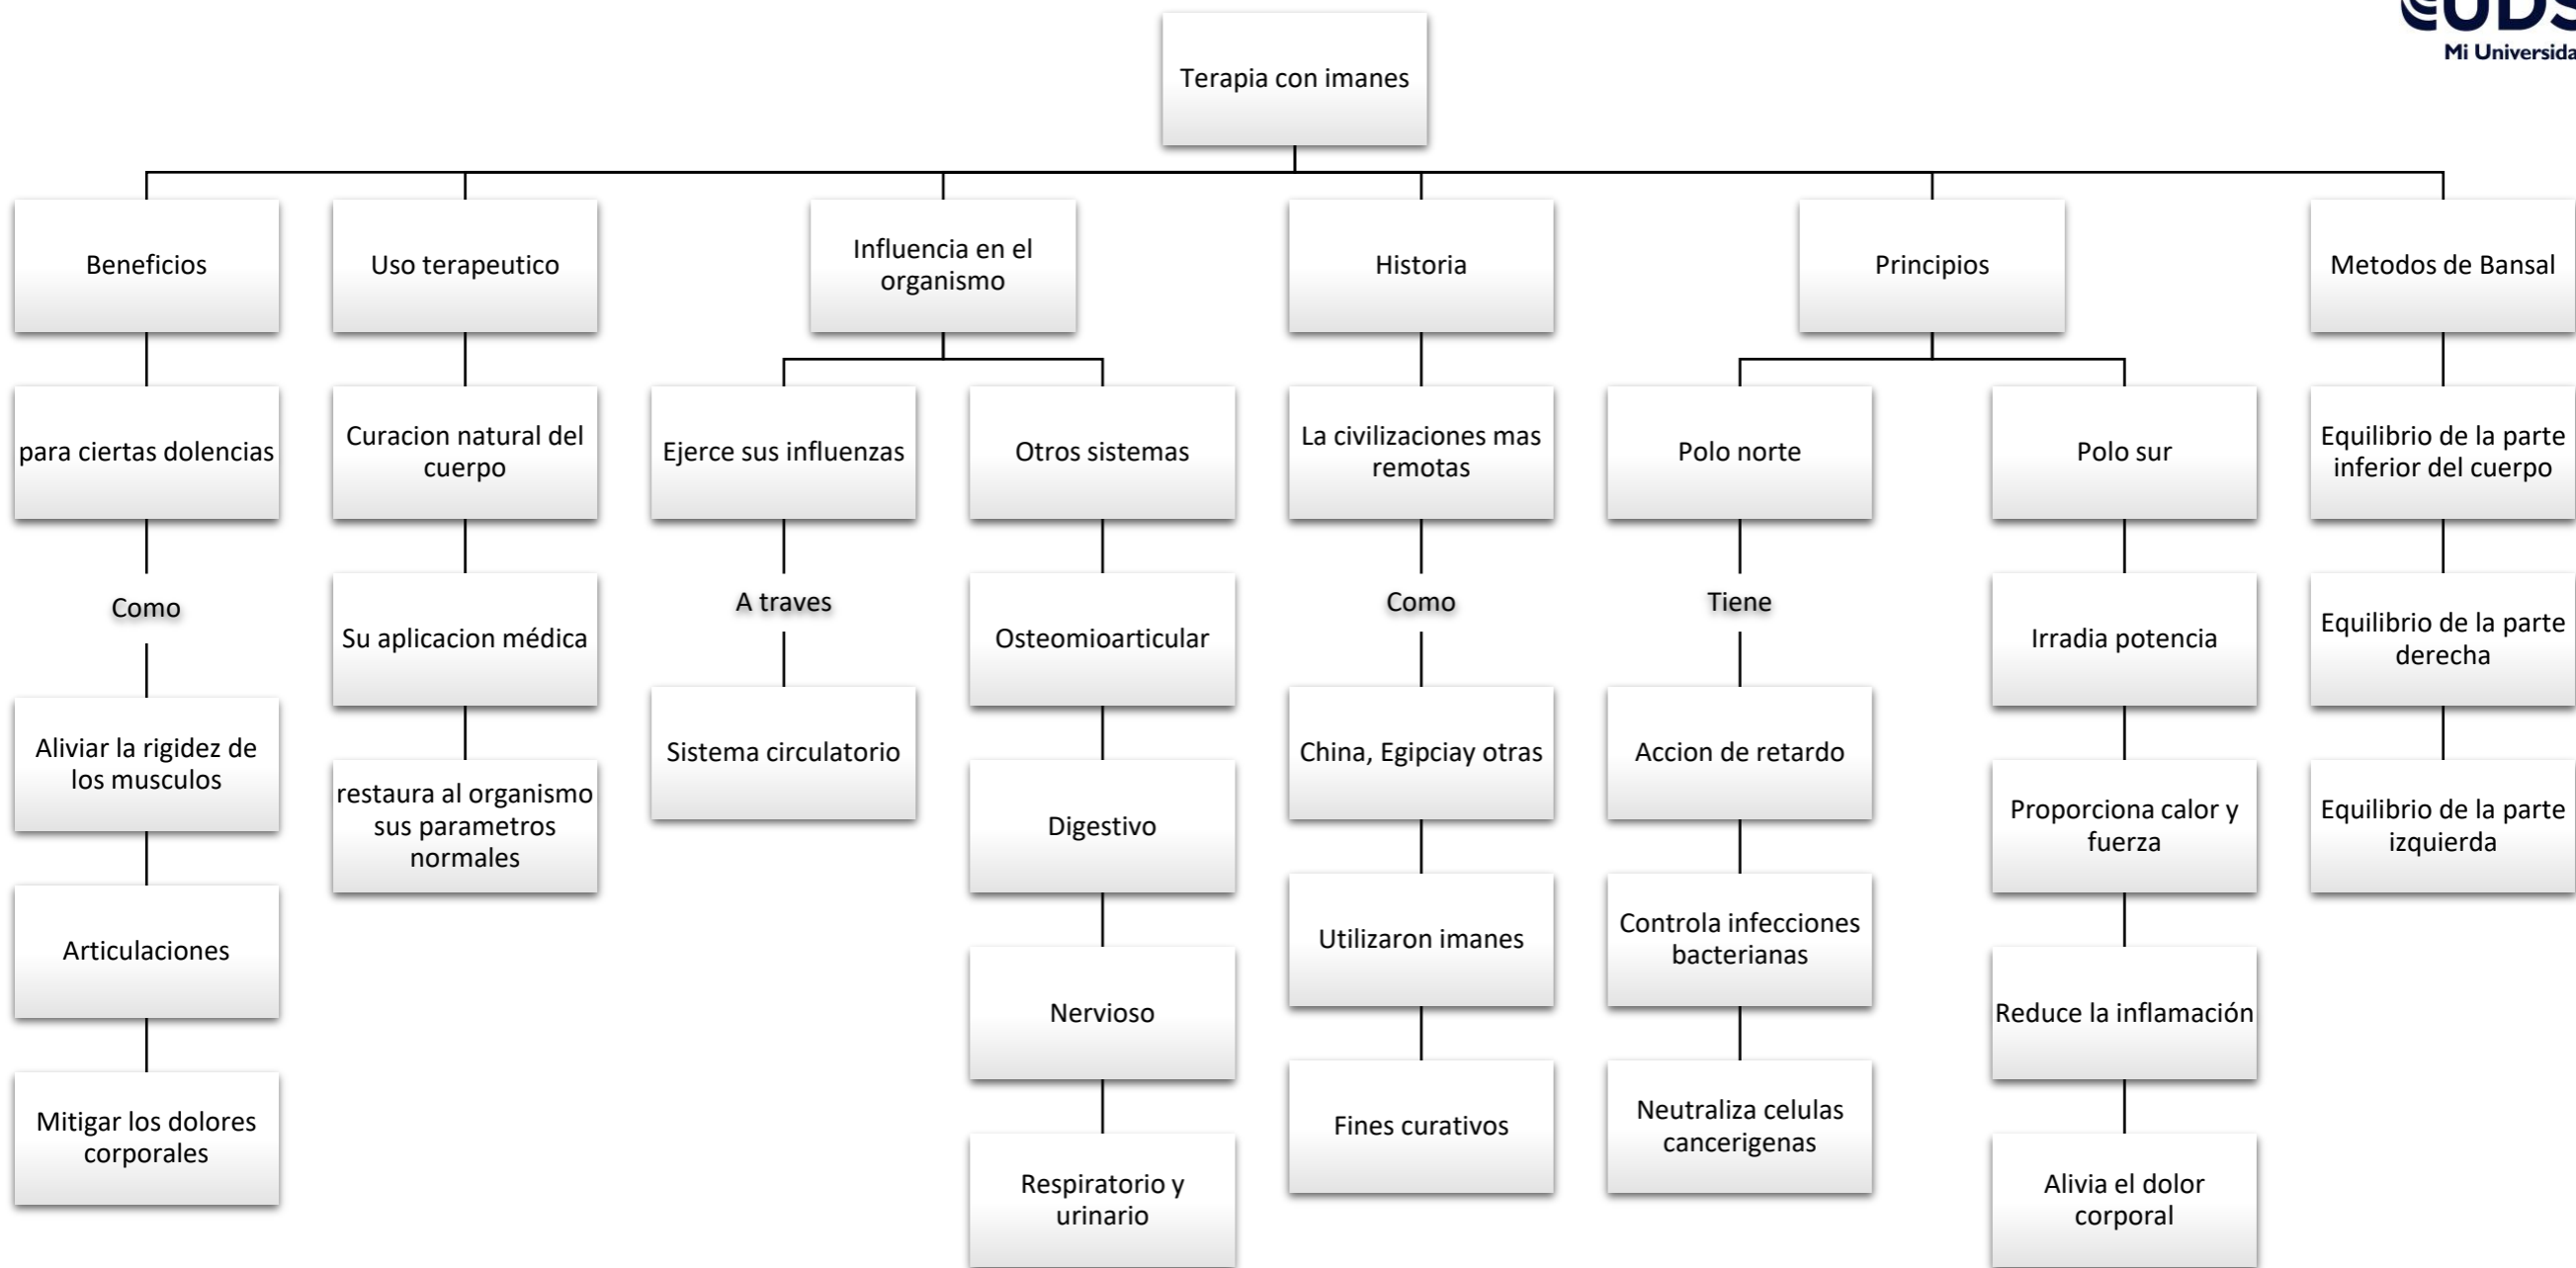 UDS
Mi Universida
Terapia con imanes
Beneficios
Uso terapeutico
Influencia en el
organismo
Historia
Principios
Metodos de Bansal
para ciertas dolencias
Curacion natural del
cuerpo
Ejerce sus influenzas
Otros sistemas
La civilizaciones mas
remotas
Polo norte
Polo sur
Equilibrio de la parte
inferior del cuerpo
Como
Su aplicacion médica
A traves
Osteomioarticular
Como
Tiene
Irradia potencia
Equilibrio de la parte
derecha
Aliviar la rigidez de
los musculos
restaura al organismo
sus parametros
normales
Sistema circulatorio
Digestivo
China, Egipciay otras
Accion de retardo
Proporciona calor y
fuerza
Equilibrio de la parte
izquierda
Articulaciones
Nervioso
Utilizaron imanes
Controla infecciones
bacterianas
Reduce la inflamación
Mitigar los dolores
corporales
Respiratorio y
urinario
Fines curativos
Neutraliza celulas
cancerigenas
Alivia el dolor
corporal